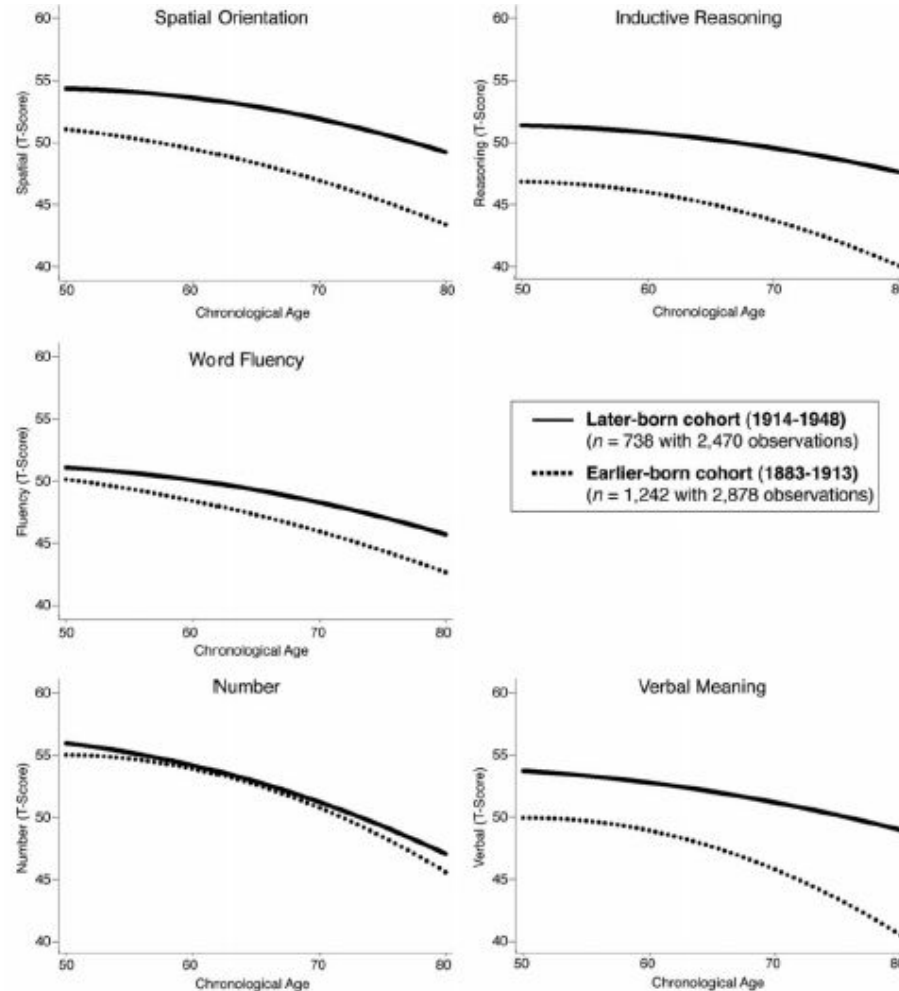 Spatial Orientation
60
55
50
45
40
Spatial (T-Score)
50 60 70 80
Chronological Age
Inductive Reasoning
60
55
50
45
40
Reasoning (T-Score)
50 60 70 80
Chronological Age
Word Fluency
60
55
50
45
40
Fluency (T-Score)
50 60 70 80
Chronological Age
Later-born cohort (1914-1948)
(n = 738 with 2,470 observations)
Earlier-born cohort (1883-1913)
(n = 1,242 with 2,878 observations)
Number
60
55
50
45
40
Number (T-Score)
50 60 70 80
Chronological Age
Verbal Meaning
60
55
50
45
40
Verbal (T-Score)
50 60 70 80
Chronological Age